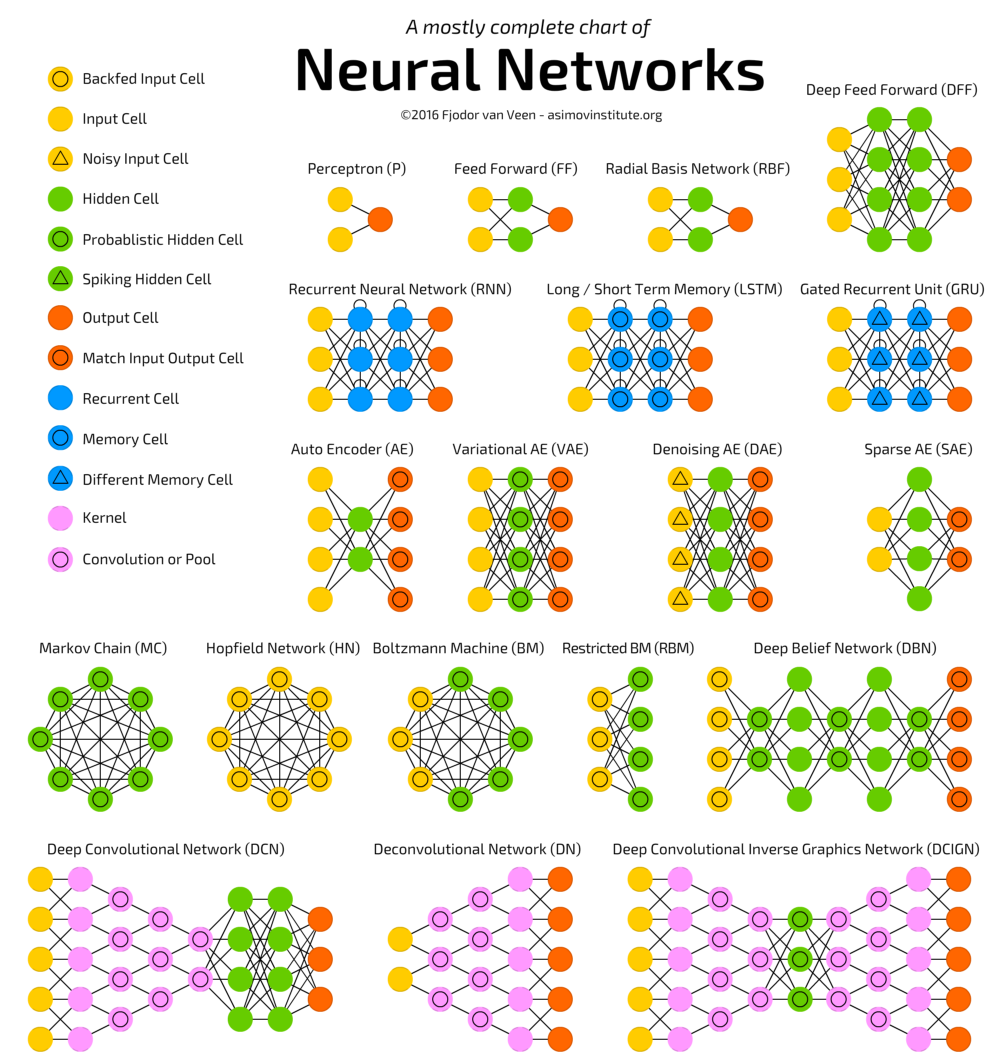 A mostly complete chart of
Neural Networks
©2016 Fjodor van Veen - asimovinstitute.org
Backfed Input Cell
Input Cell
Noisy Input Cell
Hidden Cell
Probablistic Hidden Cell
Spiking Hidden Cell
Output Cell
Match Input Output Cell
Recurrent Cell
Memory Cell
Different Memory Cell
Kernel
Convolution or Pool
Deep Feed Forward (DFF)
Perceptron (P)
Feed Forward (FF)
Radial Basis Network (RBF)
Recurrent Neural Network (RNN)
Long / Short Term Memory (LSTM)
Gated Recurrent Unit (GRU)
Auto Encoder (AE)
Variational AE (VAE)
Denoising AE (DAE)
Sparse AE (SAE)
Markov Chain (MC)
Hopfield Network (HN)
Boltzmann Machine (BM)
Restricted BM (RBM)
Deep Belief Network (DBN)
Deep Convolutional Network (DCN)
Deconvolutional Network (DN)
Deep Convolutional Inverse Graphics Network (DCIGN)